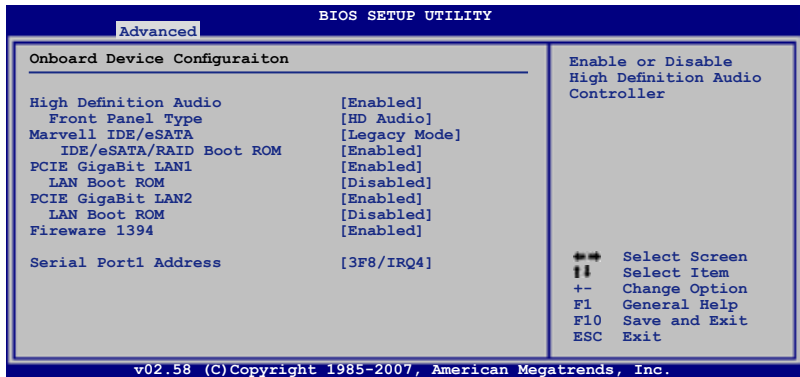 BIOS SETUP UTILITY
Advanced
Onboard Device Configuraiton
High Definition Audio [Enabled]
Front Panel Type [HD Audio]
Marvell IDE/eSATA [Legacy Mode]
IDE/eSATA/RAID Boot ROM [Enabled]
PCIE GigaBit LAN1 [Enabled]
LAN Boot ROM [Disabled]
PCIE GigaBit LAN2 [Enabled]
LAN Boot ROM [Disabled]
Fireware 1394 [Enabled]
Serial Port1 Address [3F8/IRQ4]
Enable or Disable
High Definition Audio
Controller
←→ Select Screen
↑↓ Select Item
+- Change Option
F1 General Help
F10 Save and Exit
ESC Exit
v02.58 (C)Copyright 1985-2007, American Megatrends, Inc.